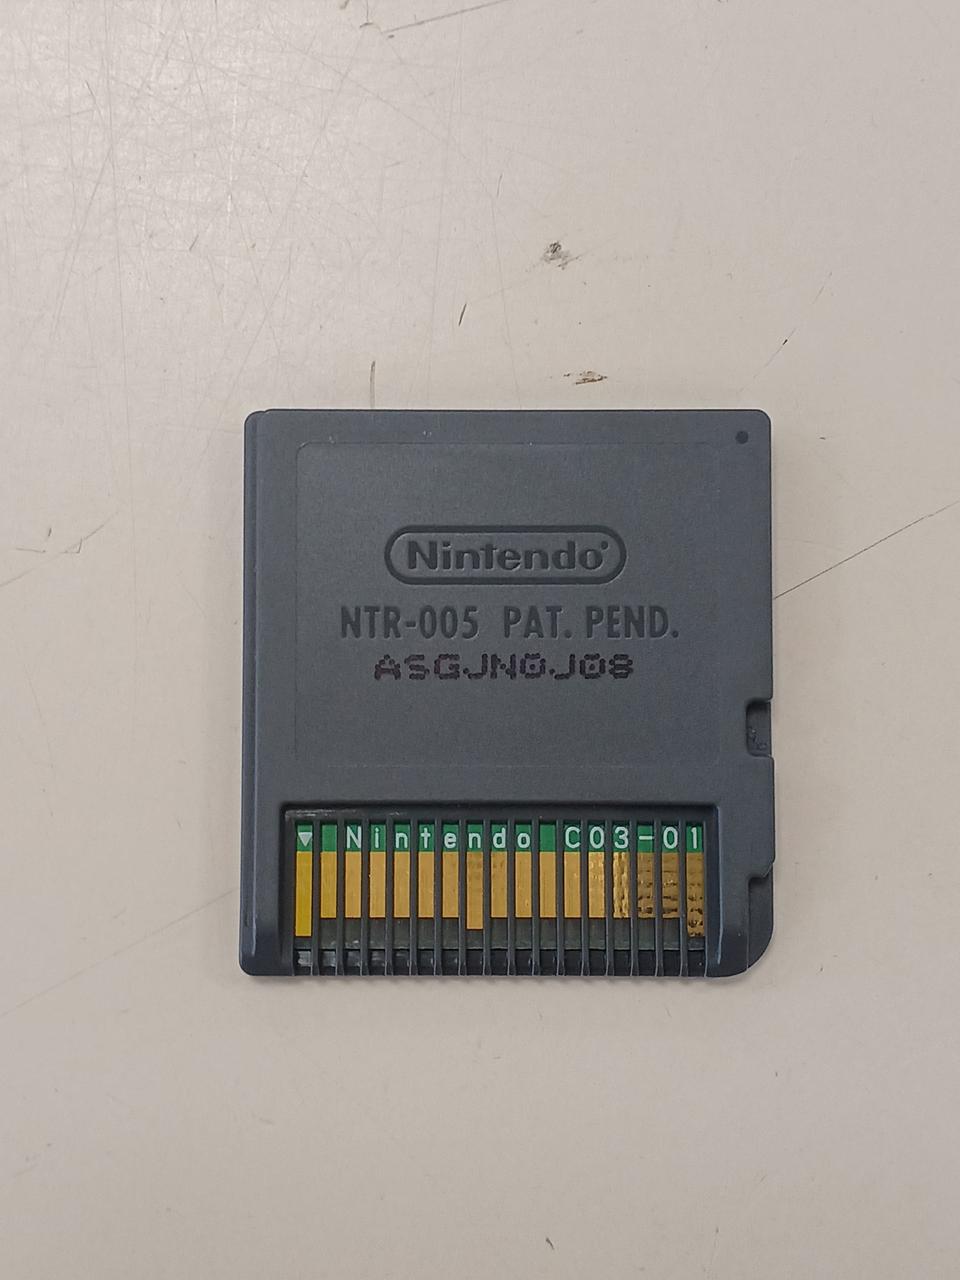 Nintendo
NTR-005 PAT. PEND.
ASGJN0J08
▼ Nintendo C03-01